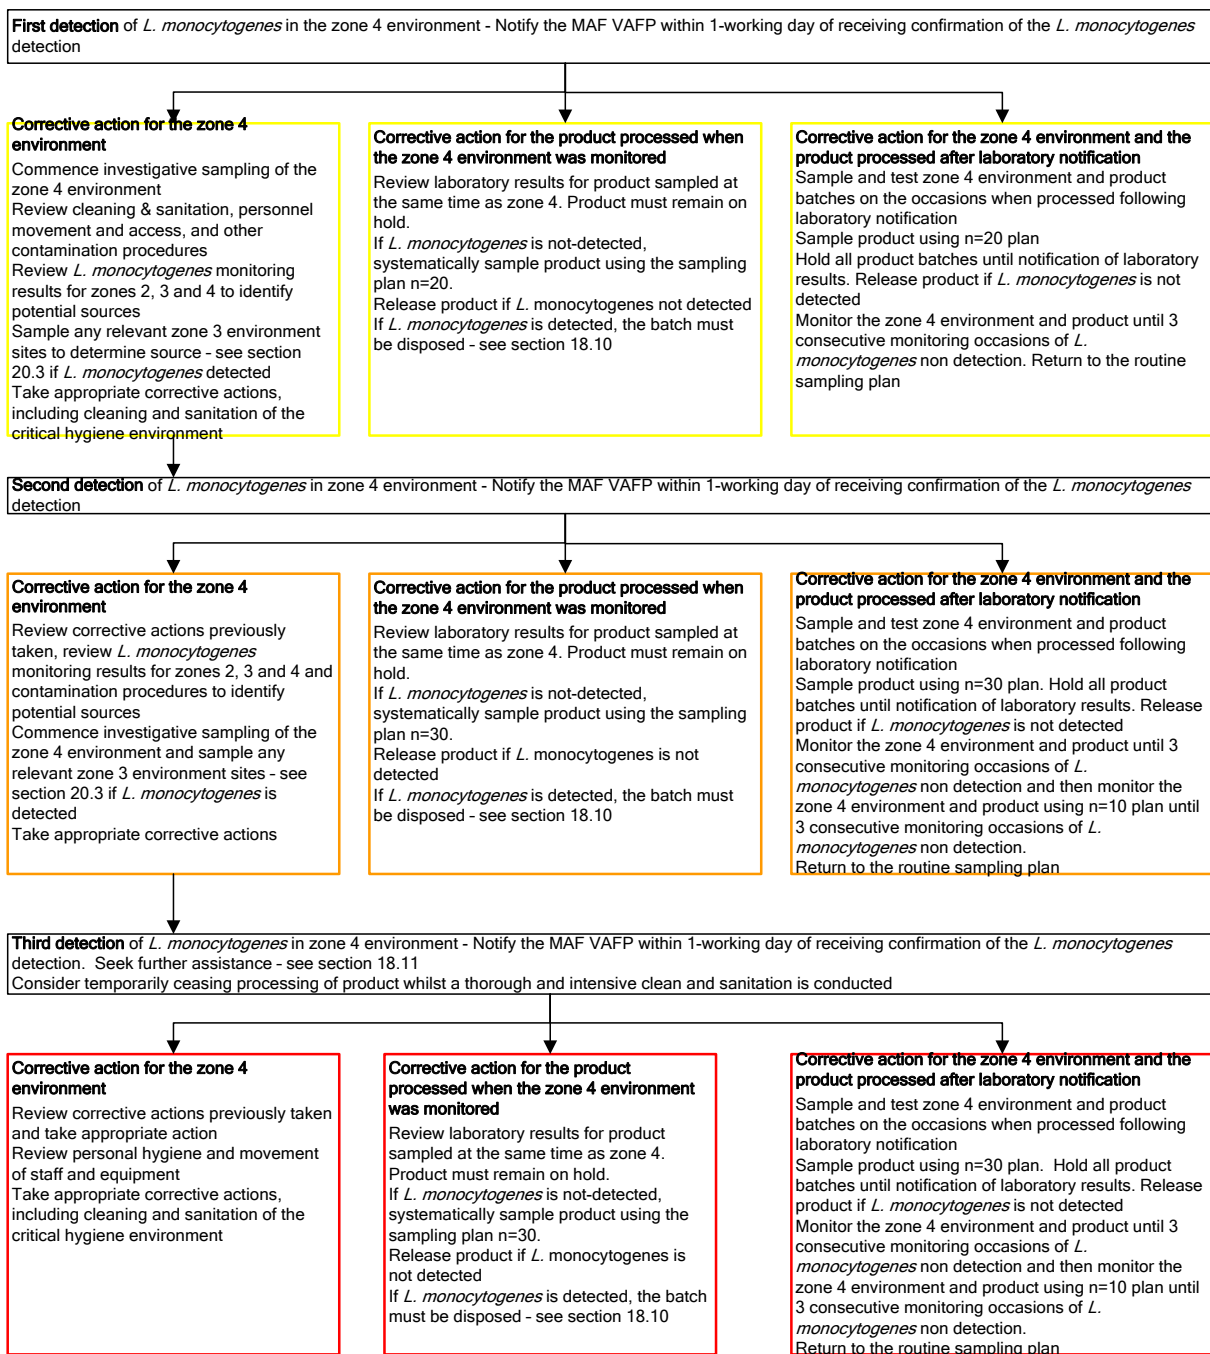 First detection of L. monocytogenes in the zone 4 environment - Notify the MAF VAFP within 1-working day of receiving confirmation of the L. monocytogenes
detection
Corrective action for the zone 4
environment
Commence investigative sampling of the
zone 4 environment
Review cleaning & sanitation, personnel
movement and access, and other
contamination procedures
Review L. monocytogenes monitoring
results for zones 2, 3 and 4 to identify
potential sources
Sample any relevant zone 3 environment
sites to determine source - see section
20.3 if L. monocytogenes detected
Take appropriate corrective actions,
including cleaning and sanitation of the
critical hygiene environment
Corrective action for the product processed when
the zone 4 environment was monitored
Review laboratory results for product sampled at
the same time as zone 4. Product must remain on
hold.
If L. monocytogenes is not-detected,
systematically sample product using the sampling
plan n=20.
Release product if L. monocytogenes not detected
If L. monocytogenes is detected, the batch must
be disposed - see section 18.10
Corrective action for the zone 4 environment and the
product processed after laboratory notification
Sample and test zone 4 environment and product
batches on the occasions when processed following
laboratory notification
Sample product using n=20 plan
Hold all product batches until notification of laboratory
results. Release product if L. monocytogenes is not
detected
Monitor the zone 4 environment and product until 3
consecutive monitoring occasions of L.
monocytogenes non detection. Return to the routine
sampling plan
Second detection of L. monocytogenes in zone 4 environment - Notify the MAF VAFP within 1-working day of receiving confirmation of the L. monocytogenes
detection
Corrective action for the zone 4
environment
Review corrective actions previously
taken, review L. monocytogenes
monitoring results for zones 2, 3 and 4 and
contamination procedures to identify
potential sources
Commence investigative sampling of the
zone 4 environment and sample any
relevant zone 3 environment sites - see
section 20.3 if L. monocytogenes is
detected
Take appropriate corrective actions
Corrective action for the product processed when
the zone 4 environment was monitored
Review laboratory results for product sampled at
the same time as zone 4. Product must remain on
hold.
If L. monocytogenes is not-detected,
systematically sample product using the sampling
plan n=30.
Release product if L. monocytogenes is not
detected
If L. monocytogenes is detected, the batch must
be disposed - see section 18.10
Corrective action for the zone 4 environment and the
product processed after laboratory notification
Sample and test zone 4 environment and product
batches on the occasions when processed following
laboratory notification
Sample product using n=30 plan. Hold all product
batches until notification of laboratory results. Release
product if L. monocytogenes is not detected
Monitor the zone 4 environment and product until 3
consecutive monitoring occasions of L.
monocytogenes non detection and then monitor the
zone 4 environment and product using n=10 plan until
3 consecutive monitoring occasions of L.
monocytogenes non detection.
Return to the routine sampling plan
Third detection of L. monocytogenes in zone 4 environment - Notify the MAF VAFP within 1-working day of receiving confirmation of the L. monocytogenes
detection. Seek further assistance - see section 18.11
Consider temporarily ceasing processing of product whilst a thorough and intensive clean and sanitation is conducted
Corrective action for the zone 4
environment
Review corrective actions previously taken
and take appropriate action
Review personal hygiene and movement
of staff and equipment
Take appropriate corrective actions,
including cleaning and sanitation of the
critical hygiene environment
Corrective action for the product
processed when the zone 4 environment
was monitored
Review laboratory results for product
sampled at the same time as zone 4.
Product must remain on hold.
If L. monocytogenes is not-detected,
systematically sample product using the
sampling plan n=30.
Release product if L. monocytogenes is
not detected
If L. monocytogenes is detected, the batch
must be disposed - see section 18.10
Corrective action for the zone 4 environment and the
product processed after laboratory notification
Sample and test zone 4 environment and product
batches on the occasions when processed following
laboratory notification
Sample product using n=30 plan. Hold all product
batches until notification of laboratory results. Release
product if L. monocytogenes is not detected
Monitor the zone 4 environment and product until 3
consecutive monitoring occasions of L.
monocytogenes non detection and then monitor the
zone 4 environment and product using n=10 plan until
3 consecutive monitoring occasions of L.
monocytogenes non detection.
Return to the routine sampling plan